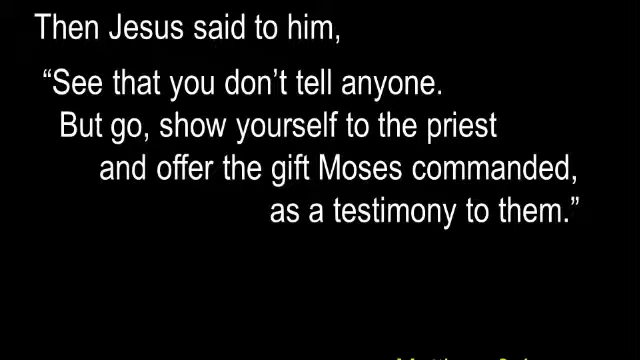 Then Jesus said to him,
“See that you don’t tell anyone.
But go, show yourself to the priest
and offer the gift Moses commanded,
as a testimony to them.”